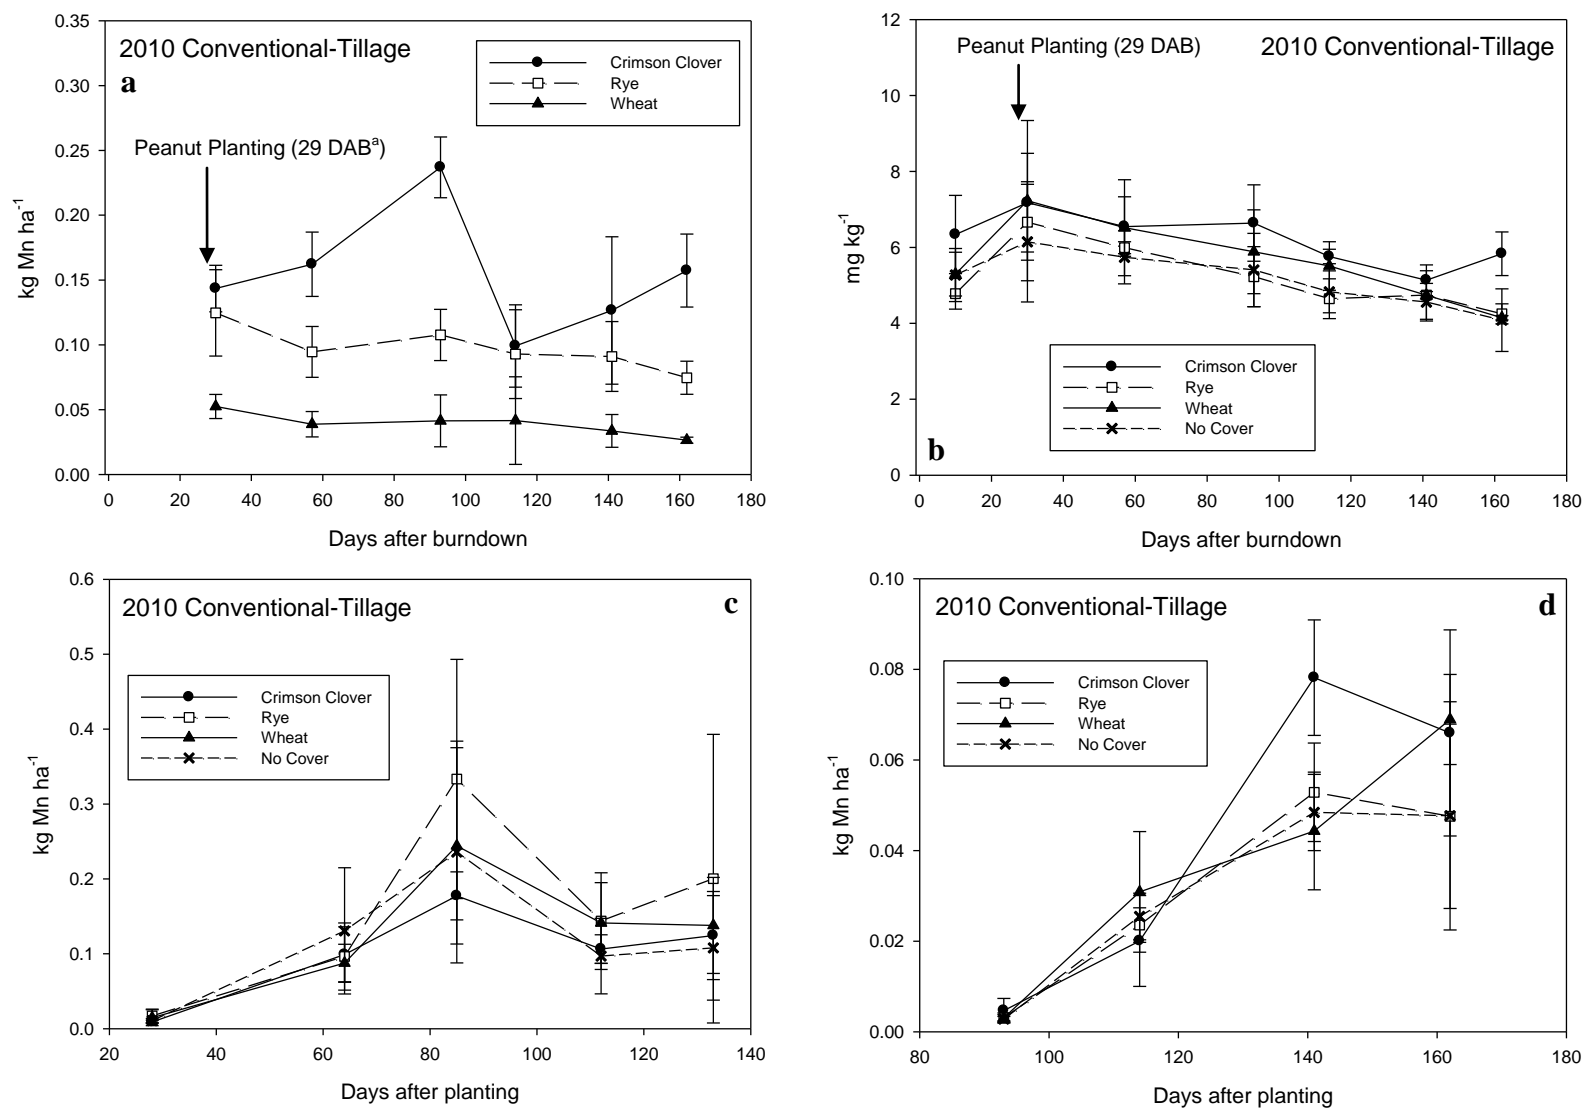 2010 Conventional-Tillage
a
Crimson Clover
Rye
Wheat
Peanut Planting (29 DABᵃ)
kg Mn ha⁻¹
0.35
0.30
0.25
0.20
0.15
0.10
0.05
0.00
0 20 40 60 80 100 120 140 160 180
Days after burndown
Peanut Planting (29 DAB)
2010 Conventional-Tillage
mg kg⁻¹
12
10
8
6
4
2
0
Crimson Clover
Rye
Wheat
No Cover
b
0 20 40 60 80 100 120 140 160 180
Days after burndown
2010 Conventional-Tillage
c
Crimson Clover
Rye
Wheat
No Cover
kg Mn ha⁻¹
0.6
0.5
0.4
0.3
0.2
0.1
0.0
20 40 60 80 100 120 140
Days after planting
2010 Conventional-Tillage
d
Crimson Clover
Rye
Wheat
No Cover
kg Mn ha⁻¹
0.10
0.08
0.06
0.04
0.02
0.00
80 100 120 140 160 180
Days after planting